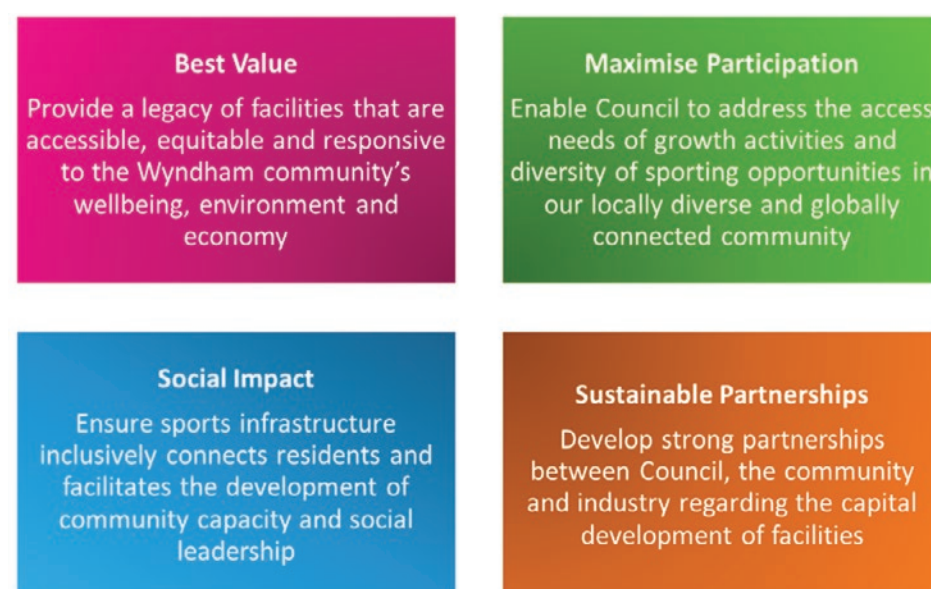 Best Value
Provide a legacy of facilities that are
accessible, equitable and responsive
to the Wyndham community's
wellbeing, environment and
economy
Maximise Participation
Enable Council to address the access
needs of growth activities and
diversity of sporting opportunities in
our locally diverse and globally
connected community
Social Impact
Ensure sports infrastructure
inclusively connects residents and
facilitates the development of
community capacity and social
leadership
Sustainable Partnerships
Develop strong partnerships
between Council, the community
and industry regarding the capital
development of facilities